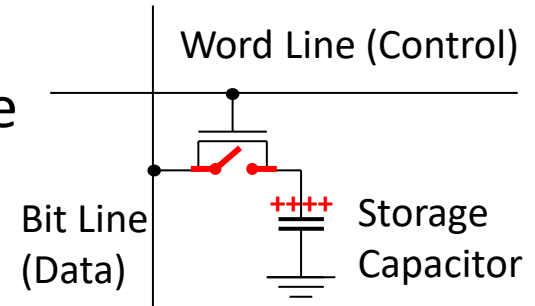 Word Line (Control)
e
++++
Bit Line
(Data)
Storage
Capacitor